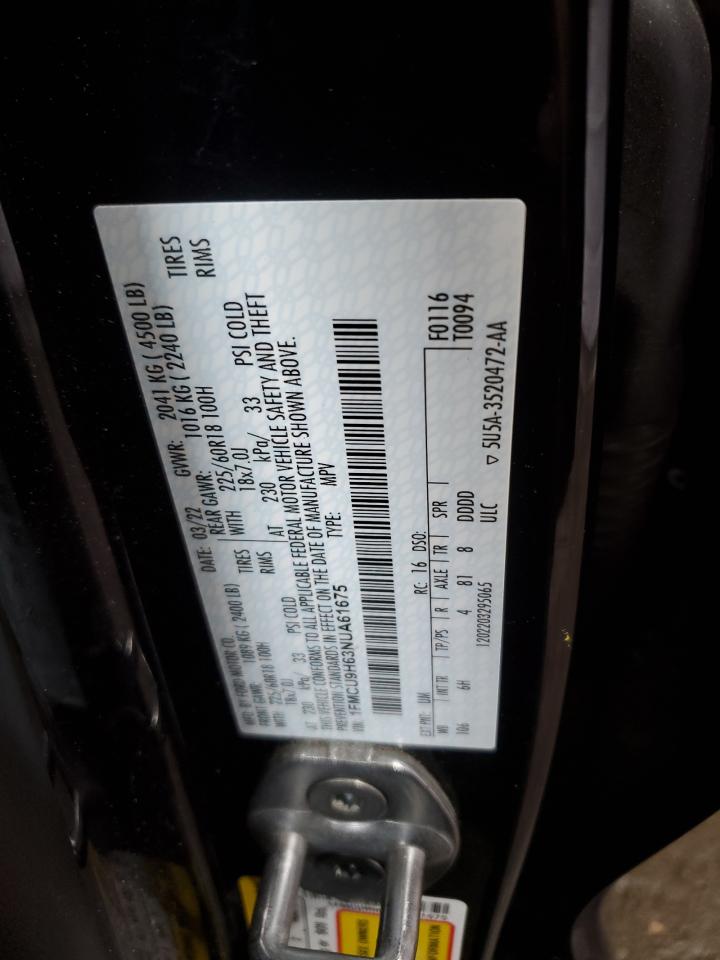 MFD. BY FORD MOTOR CO.
DATE: 03/22 GVWR: 2041 KG ( 4500 LB)
FRONT GAWR: 1089 KG ( 2400 LB) REAR GAWR: 1016 KG ( 2240 LB)
WITH 225/60R18 100H TIRES WITH 225/60R18 100H TIRES
18x7.0J RIMS 18x7.0J RIMS
AT 230 kPa/ 33 PSI COLD AT 230 kPa/ 33 PSI COLD
THIS VEHICLE CONFORMS TO ALL APPLICABLE FEDERAL MOTOR VEHICLE SAFETY AND THEFT
PREVENTION STANDARDS IN EFFECT ON THE DATE OF MANUFACTURE SHOWN ABOVE.
1FMCU9H63NUA61675 TYPE: MPV
EXT PNT: UM RC: 16 DSO: F0116
WB INT TR TP/PS R AXLE TR SPR T0094
106 6H 4 81 8 DDDD
1202203295065 ULC ▽ 5U5A-3520472-AA